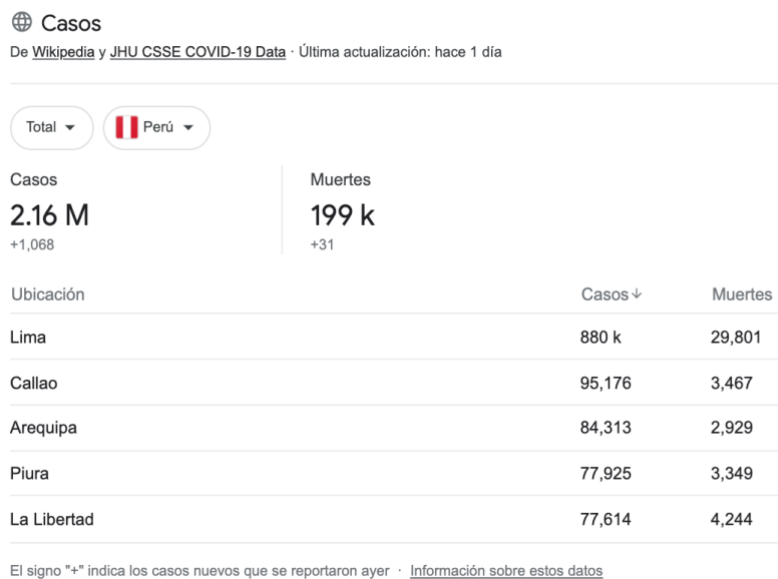 Casos
De Wikipedia y JHU CSSE COVID-19 Data · Última actualización: hace 1 día
Total Perú
Casos Muertes
2.16 M 199 k
+1,068 +31
Ubicación Casos↓ Muertes
Lima 880 k 29,801
Callao 95,176 3,467
Arequipa 84,313 2,929
Piura 77,925 3,349
La Libertad 77,614 4,244
El signo "+" indica los casos nuevos que se reportaron ayer · Información sobre estos datos